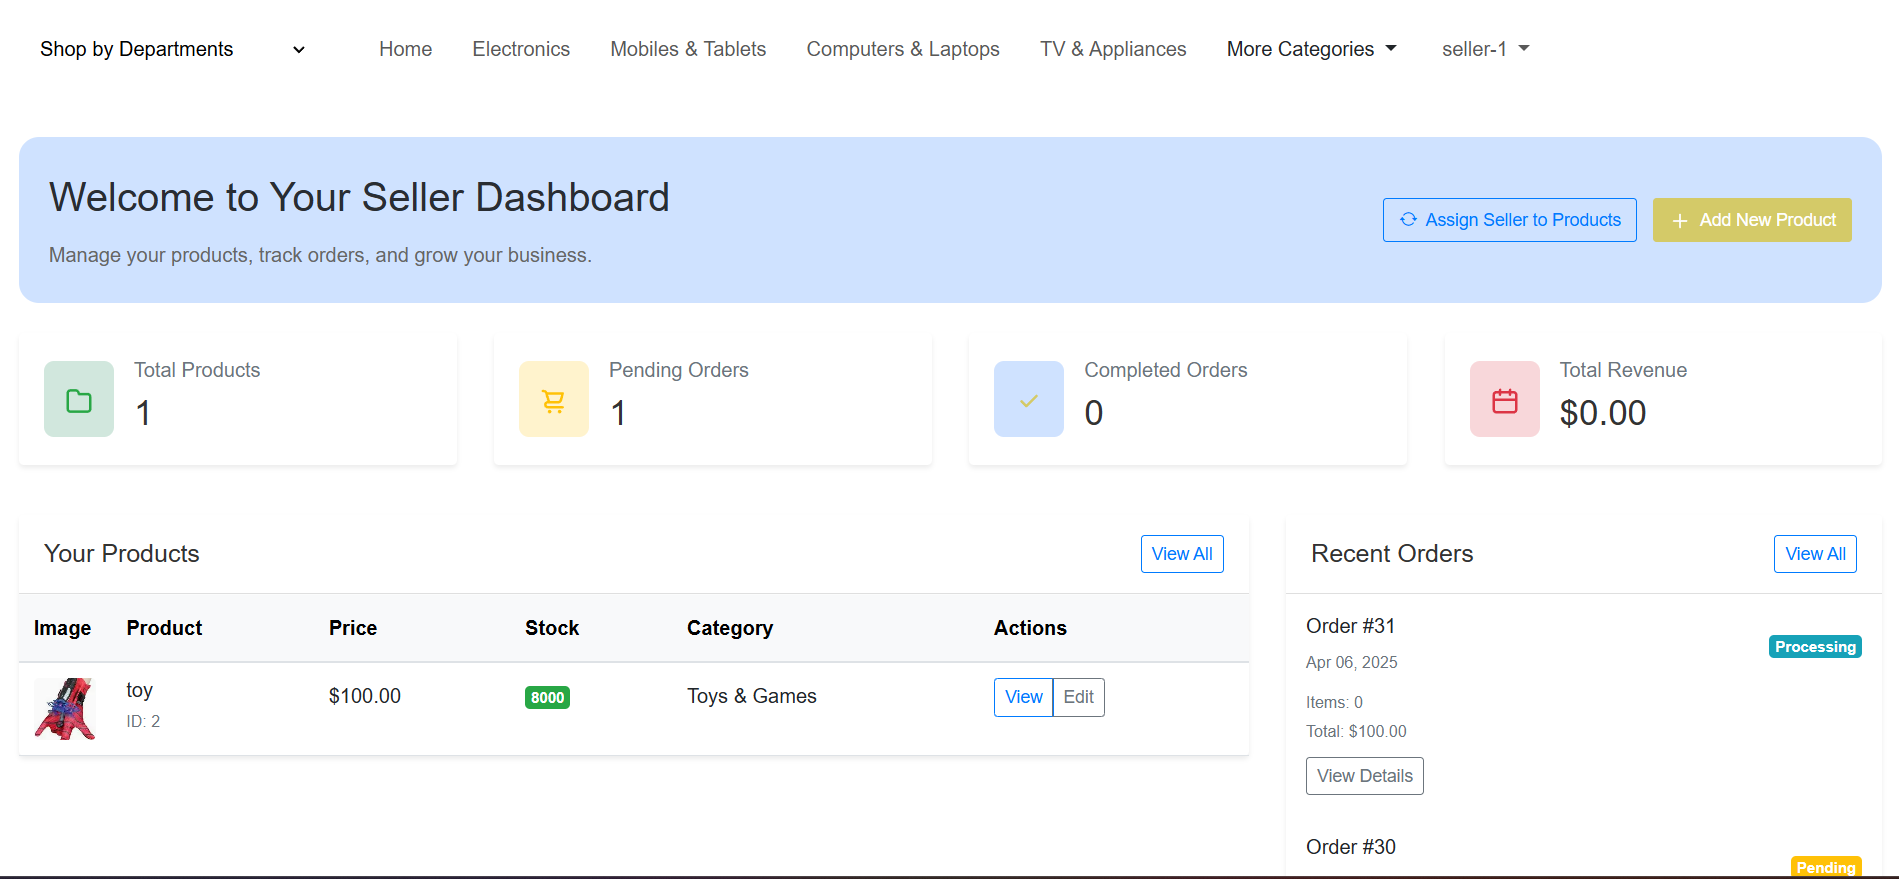 Shop by Departments
Home
Electronics
Mobiles & Tablets
Computers & Laptops
TV & Appliances
More Categories
seller-1
Welcome to Your Seller Dashboard
Manage your products, track orders, and grow your business.
Assign Seller to Products
Add New Product
Total Products
1
Pending Orders
1
Completed Orders
0
Total Revenue
$0.00
Your Products
View All
Image Product Price Stock Category Actions
toy
ID: 2
$100.00
8000
Toys & Games
View
Edit
Recent Orders
View All
Order #31
Processing
Apr 06, 2025
Items: 0
Total: $100.00
View Details
Order #30
Pending